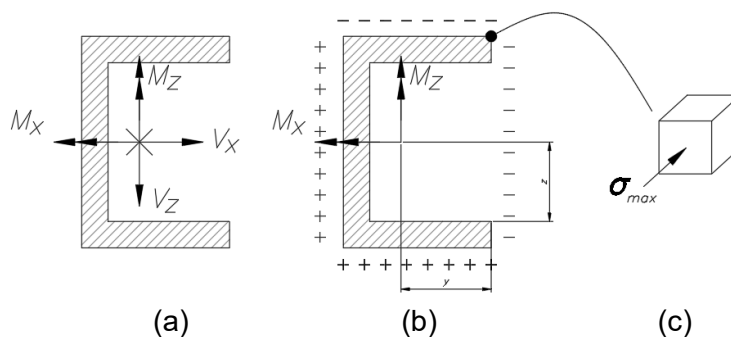 M_Z
M_X
V_X
V_Z
− − − − − − − − −
+ + + + + + + + + +
M_Z
M_X
z
− − − − − − − − − −
+ + + + + + + + +
y
σ_max
(a) (b) (c)